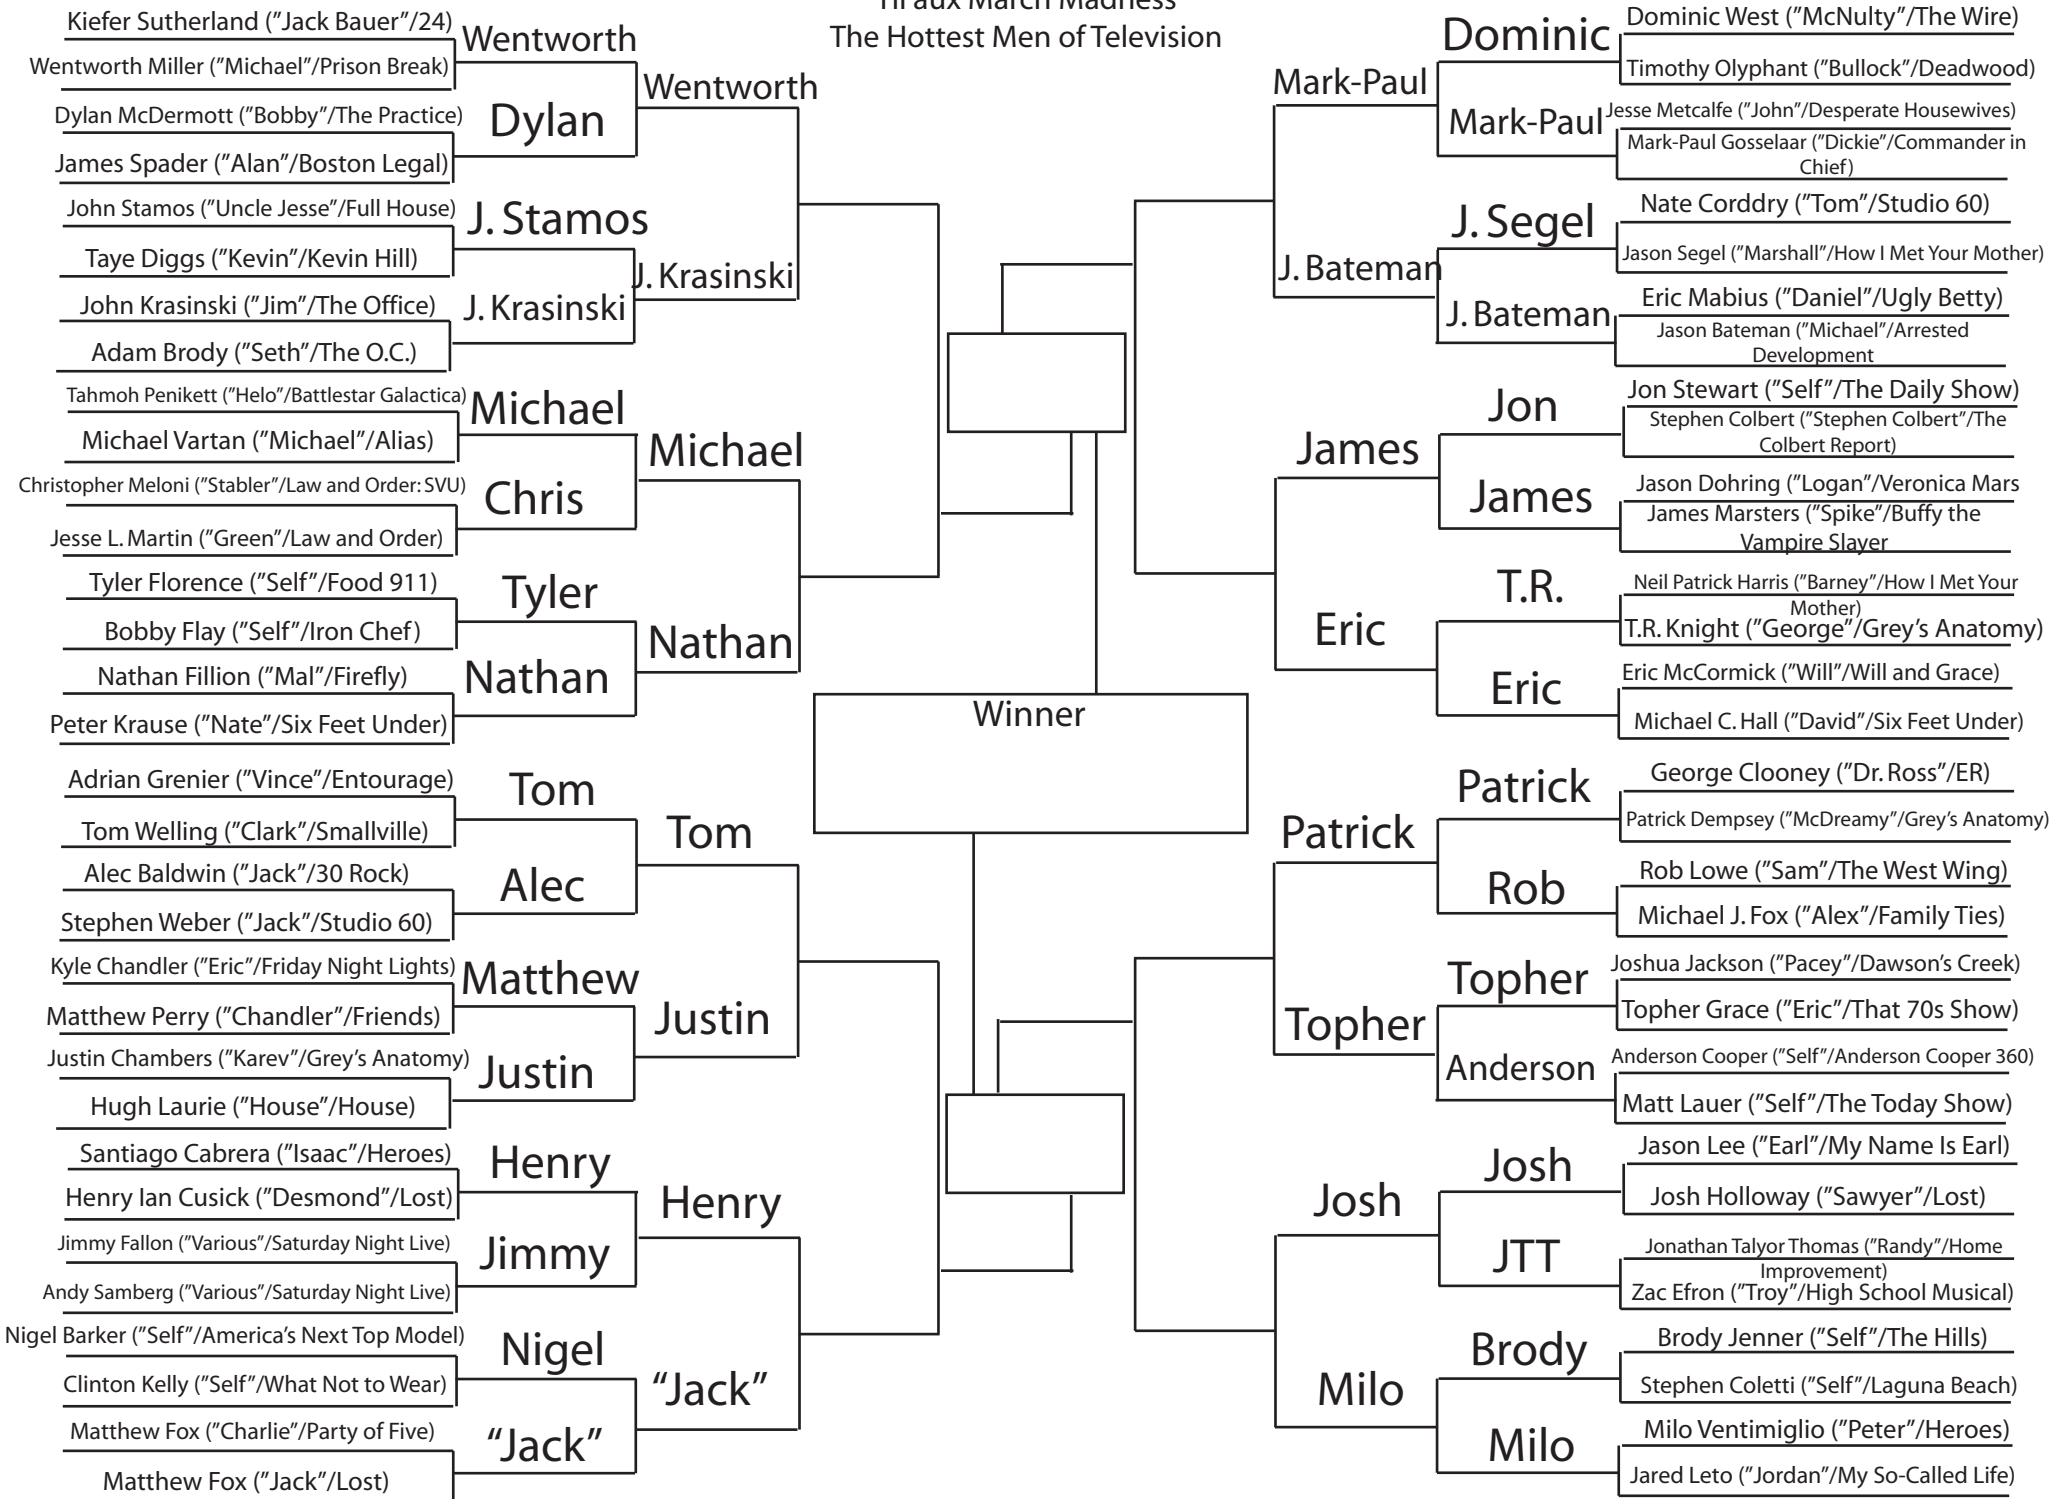 The Hottest Men of Television
Kiefer Sutherland ("Jack Bauer"/24)
Wentworth Miller ("Michael"/Prison Break)
Dylan McDermott ("Bobby"/The Practice)
James Spader ("Alan"/Boston Legal)
John Stamos ("Uncle Jesse"/Full House)
Taye Diggs ("Kevin"/Kevin Hill)
John Krasinski ("Jim"/The Office)
Adam Brody ("Seth"/The O.C.)
Tahmoh Penikett ("Helo"/Battlestar Galactica)
Michael Vartan ("Michael"/Alias)
Christopher Meloni ("Stabler"/Law and Order: SVU)
Jesse L. Martin ("Green"/Law and Order)
Tyler Florence ("Self"/Food 911)
Bobby Flay ("Self"/Iron Chef)
Nathan Fillion ("Mal"/Firefly)
Peter Krause ("Nate"/Six Feet Under)
Adrian Grenier ("Vince"/Entourage)
Tom Welling ("Clark"/Smallville)
Alec Baldwin ("Jack"/30 Rock)
Stephen Weber ("Jack"/Studio 60)
Kyle Chandler ("Eric"/Friday Night Lights)
Matthew Perry ("Chandler"/Friends)
Justin Chambers ("Karev"/Grey's Anatomy)
Hugh Laurie ("House"/House)
Santiago Cabrera ("Isaac"/Heroes)
Henry Ian Cusick ("Desmond"/Lost)
Jimmy Fallon ("Various"/Saturday Night Live)
Andy Samberg ("Various"/Saturday Night Live)
Nigel Barker ("Self"/America's Next Top Model)
Clinton Kelly ("Self"/What Not to Wear)
Matthew Fox ("Charlie"/Party of Five)
Matthew Fox ("Jack"/Lost)
Wentworth
Dylan
J. Stamos
J. Krasinski
Michael
Chris
Tyler
Nathan
Tom
Alec
Matthew
Justin
Henry
Jimmy
Nigel
"Jack"
Wentworth
J. Krasinski
Michael
Nathan
Tom
Justin
Henry
"Jack"
Winner
Mark-Paul
J. Bateman
James
Eric
Patrick
Topher
Josh
Milo
Dominic
Mark-Paul
J. Segel
J. Bateman
Jon
James
T.R.
Eric
Patrick
Rob
Topher
Anderson
Josh
JTT
Brody
Milo
Dominic West ("McNulty"/The Wire)
Timothy Olyphant ("Bullock"/Deadwood)
Jesse Metcalfe ("John"/Desperate Housewives)
Mark-Paul Gosselaar ("Dickie"/Commander in
Chief)
Nate Corddry ("Tom"/Studio 60)
Jason Segel ("Marshall"/How I Met Your Mother)
Eric Mabius ("Daniel"/Ugly Betty)
Jason Bateman ("Michael"/Arrested
Development
Jon Stewart ("Self"/The Daily Show)
Stephen Colbert ("Stephen Colbert"/The
Colbert Report)
Jason Dohring ("Logan"/Veronica Mars
James Marsters ("Spike"/Buffy the
Vampire Slayer
Neil Patrick Harris ("Barney"/How I Met Your
Mother)
T.R. Knight ("George"/Grey's Anatomy)
Eric McCormick ("Will"/Will and Grace)
Michael C. Hall ("David"/Six Feet Under)
George Clooney ("Dr. Ross"/ER)
Patrick Dempsey ("McDreamy"/Grey's Anatomy)
Rob Lowe ("Sam"/The West Wing)
Michael J. Fox ("Alex"/Family Ties)
Joshua Jackson ("Pacey"/Dawson's Creek)
Topher Grace ("Eric"/That 70s Show)
Anderson Cooper ("Self"/Anderson Cooper 360)
Matt Lauer ("Self"/The Today Show)
Jason Lee ("Earl"/My Name Is Earl)
Josh Holloway ("Sawyer"/Lost)
Jonathan Talyor Thomas ("Randy"/Home
Improvement)
Zac Efron ("Troy"/High School Musical)
Brody Jenner ("Self"/The Hills)
Stephen Coletti ("Self"/Laguna Beach)
Milo Ventimiglio ("Peter"/Heroes)
Jared Leto ("Jordan"/My So-Called Life)